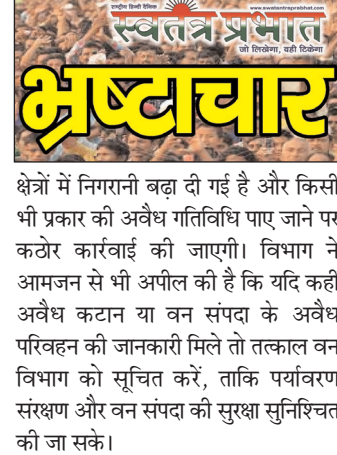 राष्ट्रीय हिन्दी दैनिक
www.swatantraprabhat.com
स्वतंत्र प्रभात
जो लिखेगा, वही टिकेगा
भ्रष्टाचार
क्षेत्रों में निगरानी बढ़ा दी गई है और किसी
भी प्रकार की अवैध गतिविधि पाए जाने पर
कठोर कार्रवाई की जाएगी। विभाग ने
आमजन से भी अपील की है कि यदि कहीं
अवैध कटान या वन संपदा के अवैध
परिवहन की जानकारी मिले तो तत्काल वन
विभाग को सूचित करें, ताकि पर्यावरण
संरक्षण और वन संपदा की सुरक्षा सुनिश्चित
की जा सके।